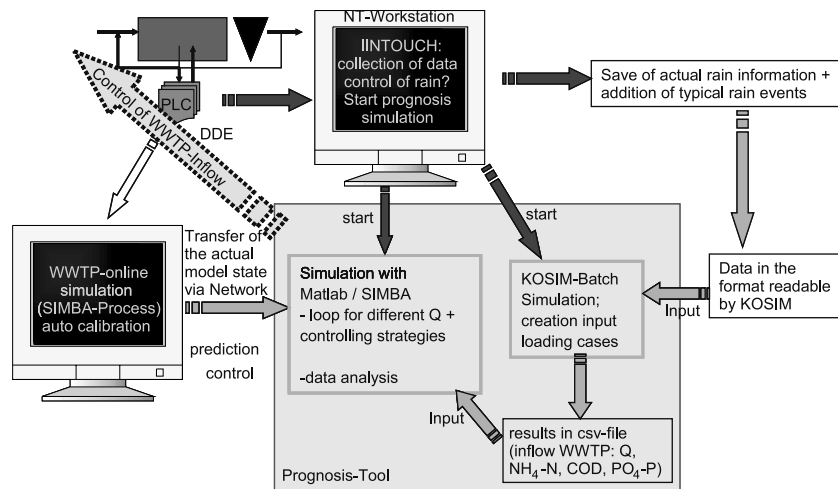 NT-Workstation
IINTOUCH:
collection of data
control of rain?
Start prognosis
simulation
Save of actual rain information +
addition of typical rain events
PLC
DDE
Control of WWTP-Inflow
start
start
Transfer of
the actual
model state
via Network
WWTP-online
simulation
(SIMBA-Process)
auto calibration
prediction
control
Simulation with
Matlab / SIMBA
- loop for different Q +
controlling strategies
-data analysis
KOSIM-Batch
Simulation;
creation input
loading cases
Data in the
format readable
by KOSIM
Input
Input
results in csv-file
(inflow WWTP: Q,
NH₄-N, COD, PO₄-P)
Prognosis-Tool